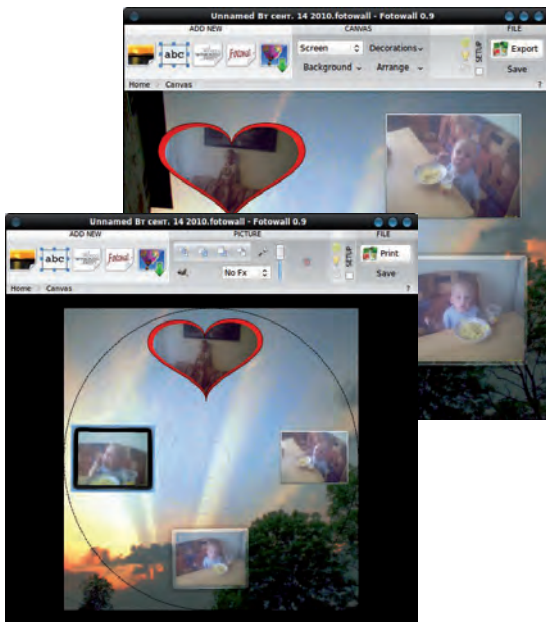 Unnamed Вт сент. 14 2010.fotowall - Fotowall 0.9
ADD NEW CANVAS FILE
abc Fotowall Screen Decorations SETUP Export
Background Arrange Save
Home Canvas ?
Unnamed Вт сент. 14 2010.fotowall - Fotowall 0.9
ADD NEW PICTURE FILE
abc Fotowall SETUP Print
No Fx Save
Home Canvas ?